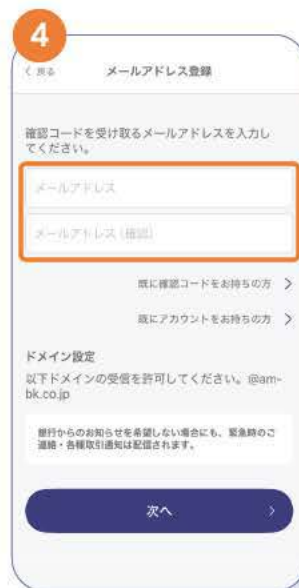 4
く 戻る
メールアドレス登録
確認コードを受け取るメールアドレスを入力し
てください。
メールアドレス
メールアドレス（確認）
既に確認コードをお持ちの方 >
既にアカウントをお持ちの方 >
ドメイン設定
以下ドメインの受信を許可してください。@am-
bk.co.jp
銀行からのお知らせを希望しない場合にも、緊急時のご
連絡・各種取引通知は配信されます。
次へ >